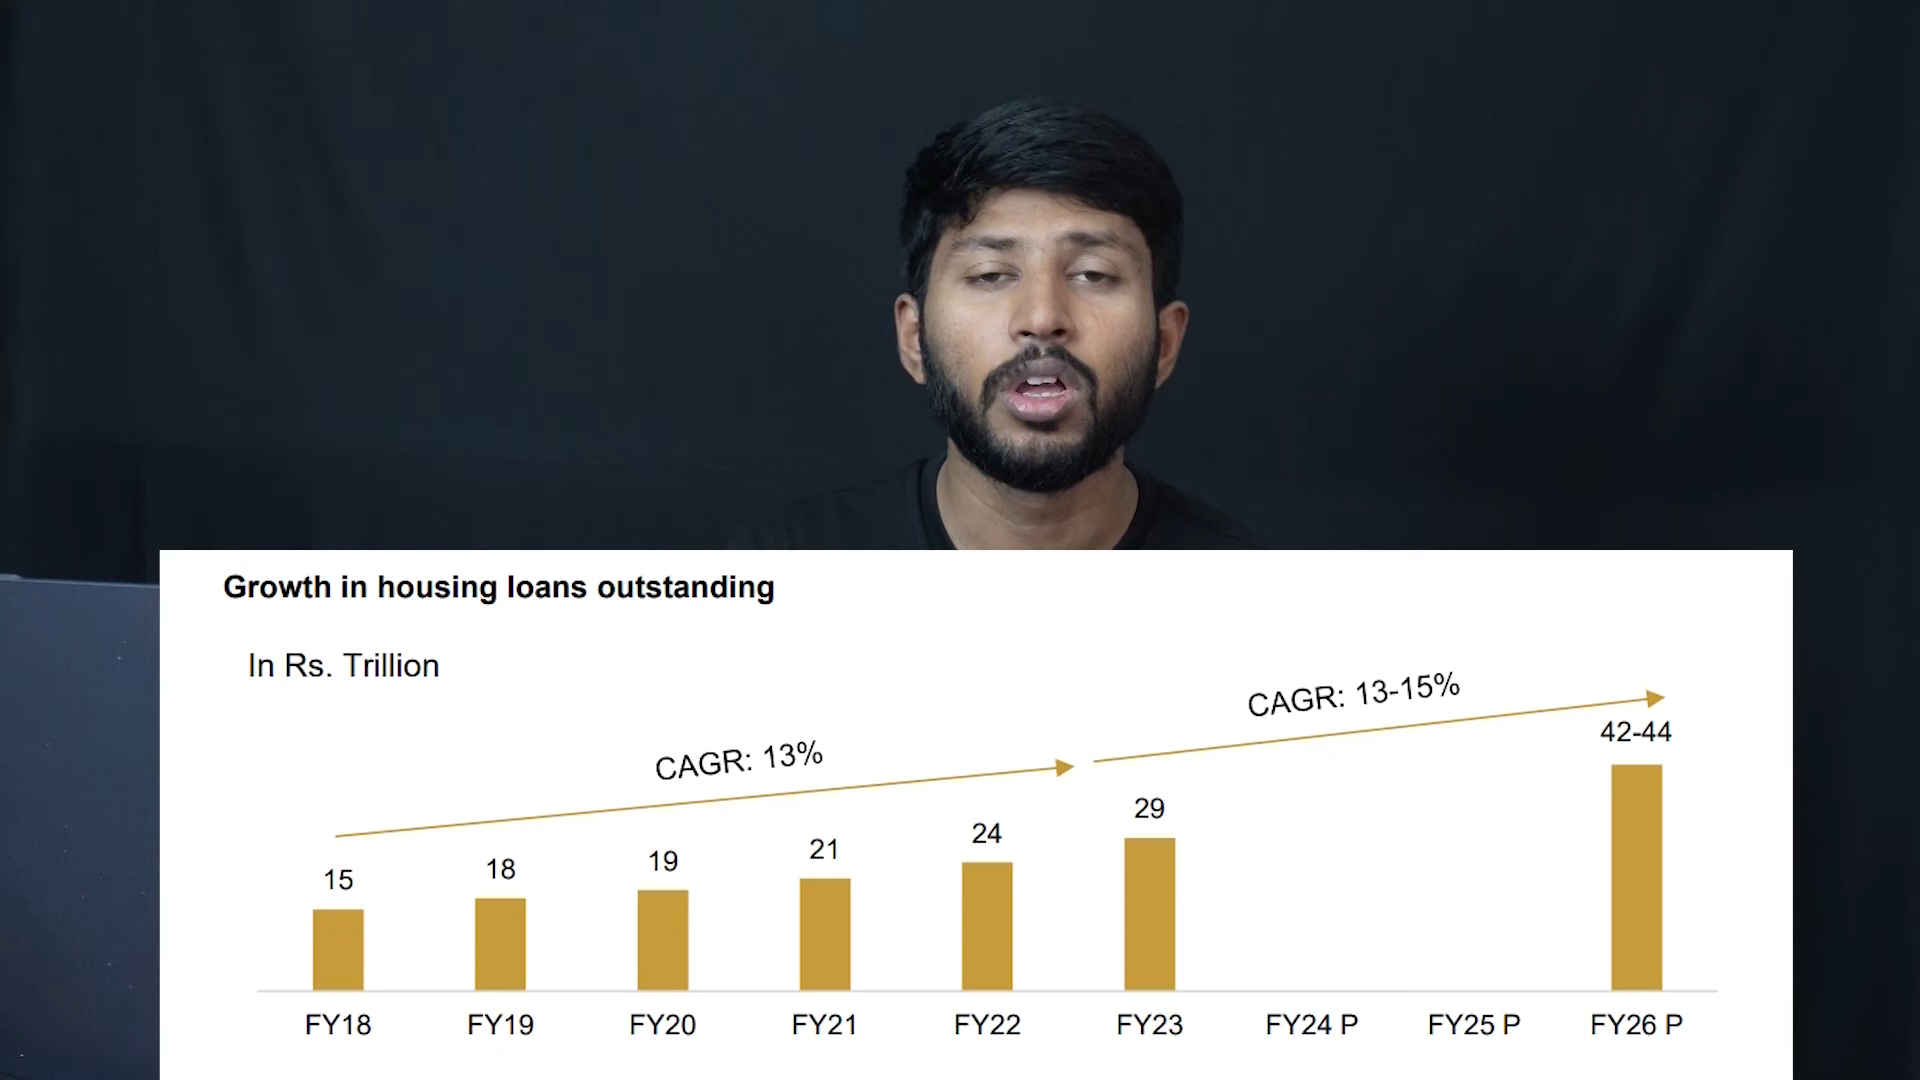 Growth in housing loans outstanding
In Rs. Trillion
CAGR: 13%
CAGR: 13-15%
15
18
19
21
24
29
42-44
FY18
FY19
FY20
FY21
FY22
FY23
FY24 P
FY25 P
FY26 P